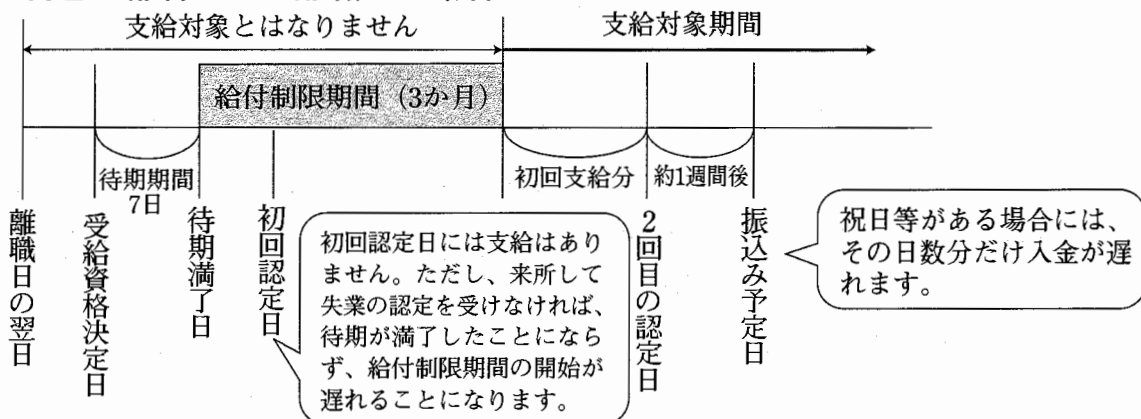 支給対象とはなりません
支給対象期間
給付制限期間（3か月）
待期期間
7日
初回支給分
約1週間後
離職日の翌日
受給資格決定日
待期満了日
初回認定日
初回認定日には支給はあり
ません。ただし、来所して
失業の認定を受けなければ、
待期が満了したことになら
ず、給付制限期間の開始が
遅れることになります。
2回目の認定日
振込み予定日
祝日等がある場合には、
その日数分だけ入金が遅
れます。